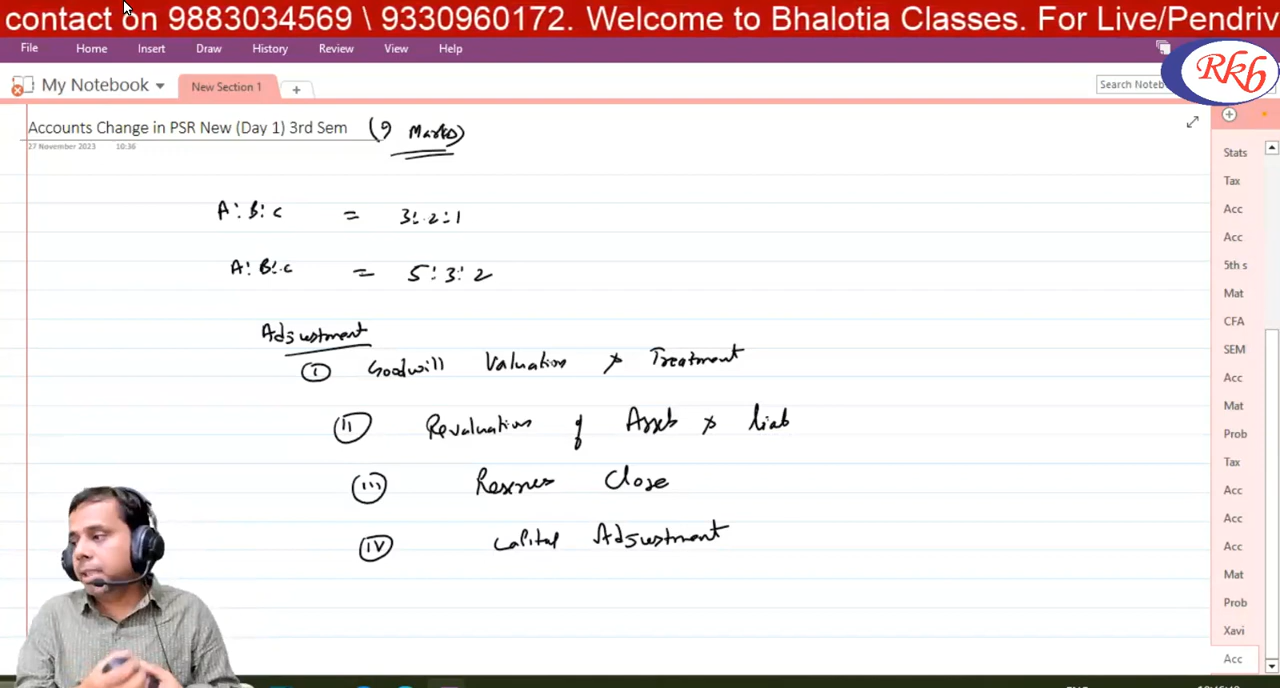 contact on 9883034569 \ 9330960172. Welcome to Bhalotia Classes. For Live/Pendriv
File Home Insert Draw History Review View Help
Rkb
My Notebook New Section 1 + Search Noteb
Accounts Change in PSR New (Day 1) 3rd Sem (9 Marks)
27 November 2023 10:36
A:B:C = 3:2:1
A:B:C = 5:3:2
Adjustment
(i) Goodwill Valuation & Treatment
(ii) Revaluation of Assets & liab
(iii) Reserves Close
(iv) Capital Adjustment
Stats
Tax
Acc
Acc
5th s
Mat
CFA
SEM
Acc
Mat
Prob
Tax
Acc
Acc
Acc
Mat
Prob
Xavi
Acc